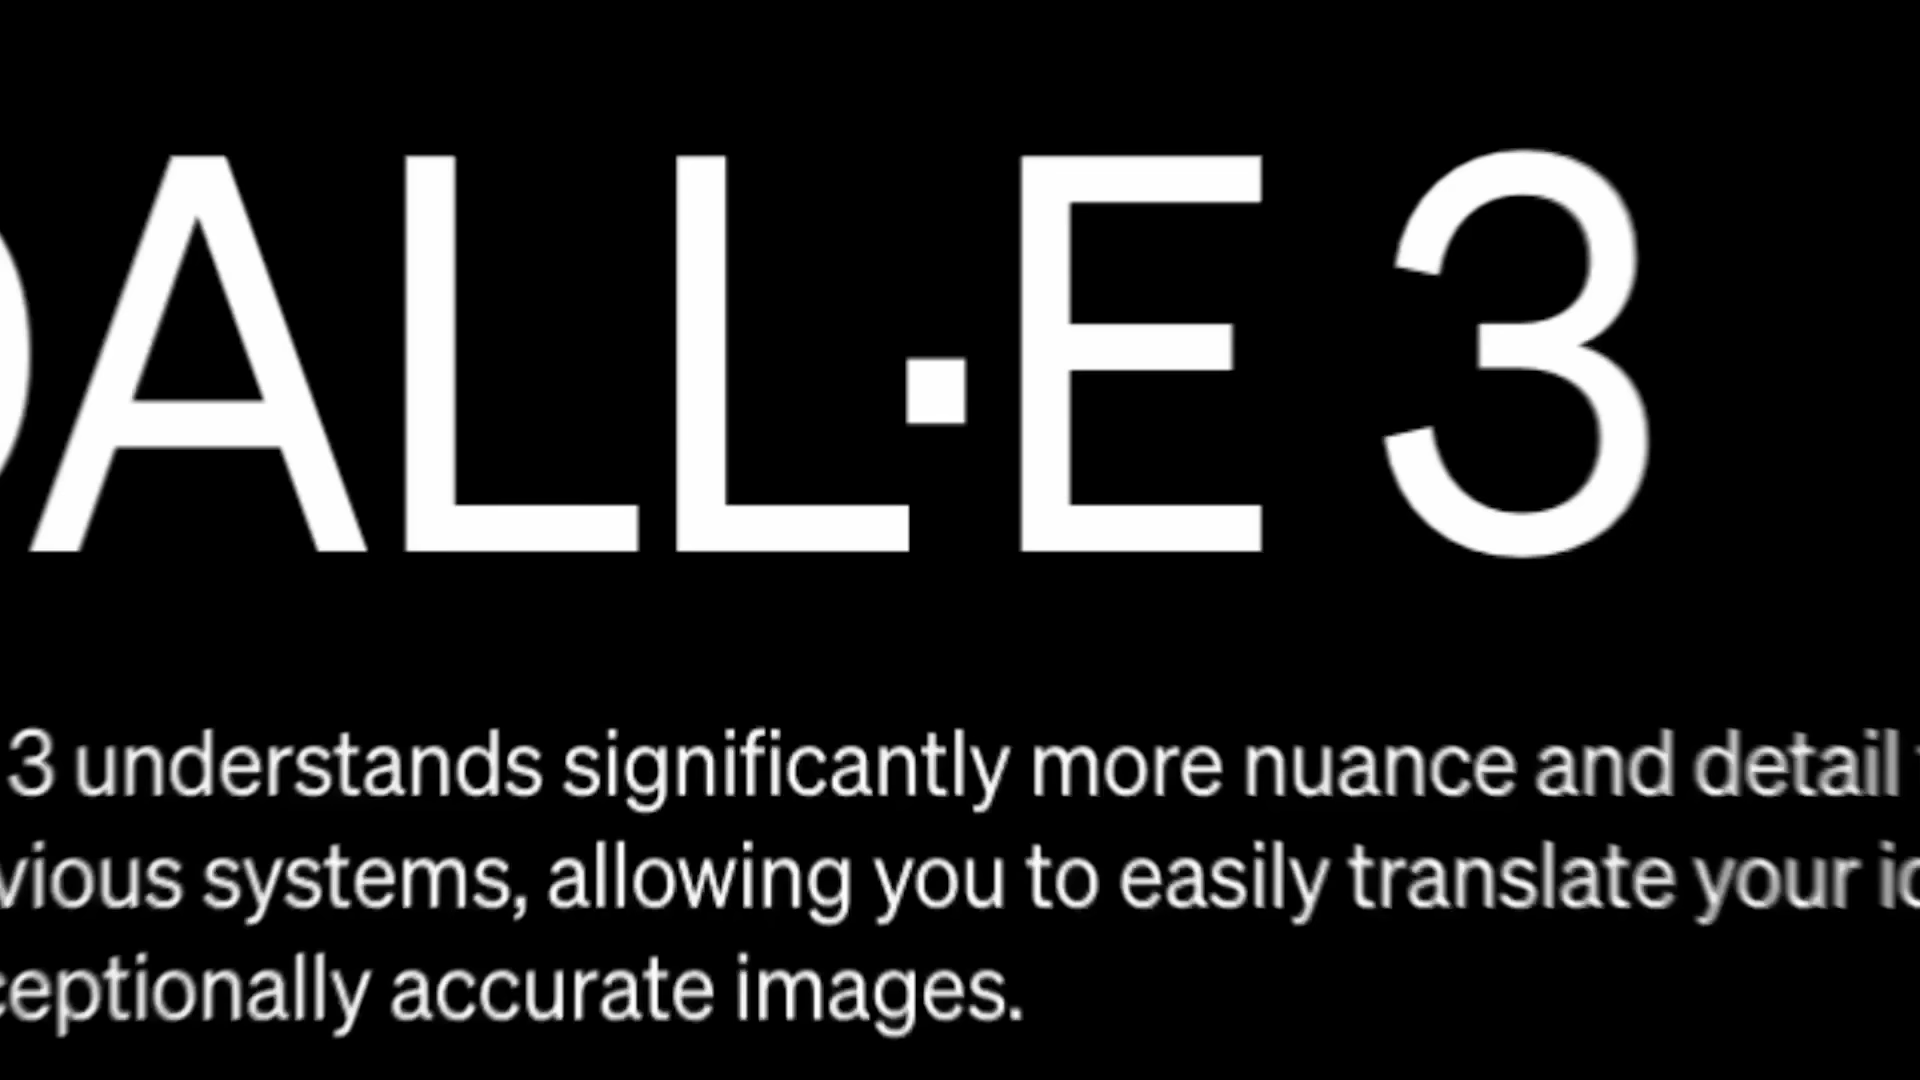 DALL·E 3
3 understands significantly more nuance and detail
vious systems, allowing you to easily translate your
ceptionally accurate images.